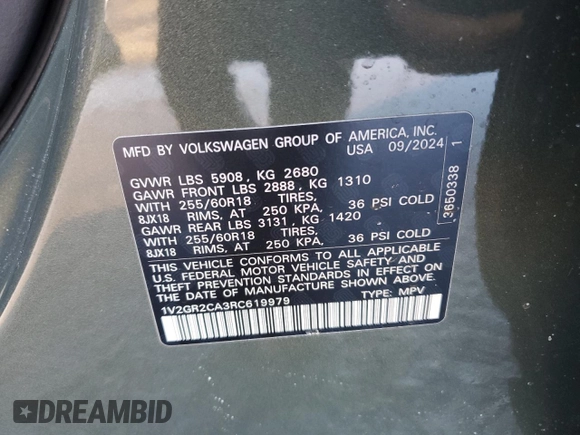 MFD BY VOLKSWAGEN GROUP OF AMERICA, INC.
USA 09/2024
GVWR LBS 5908, KG 2680
GAWR FRONT LBS 2888, KG 1310
WITH 255/60R18 TIRES,
8JX18 RIMS, AT 250 KPA, 36 PSI COLD
GAWR REAR LBS 3131, KG 1420
WITH 255/60R18 TIRES,
8JX18 RIMS, AT 250 KPA, 36 PSI COLD
THIS VEHICLE CONFORMS TO ALL APPLICABLE
U.S. FEDERAL MOTOR VEHICLE SAFETY AND
THEFT PREVENTION STANDARDS IN EFFECT ON
THE DATE OF MANUFACTURE SHOWN ABOVE.
1V2GR2CA3RC619979 TYPE: MPV
3650338 1
DREAMBID